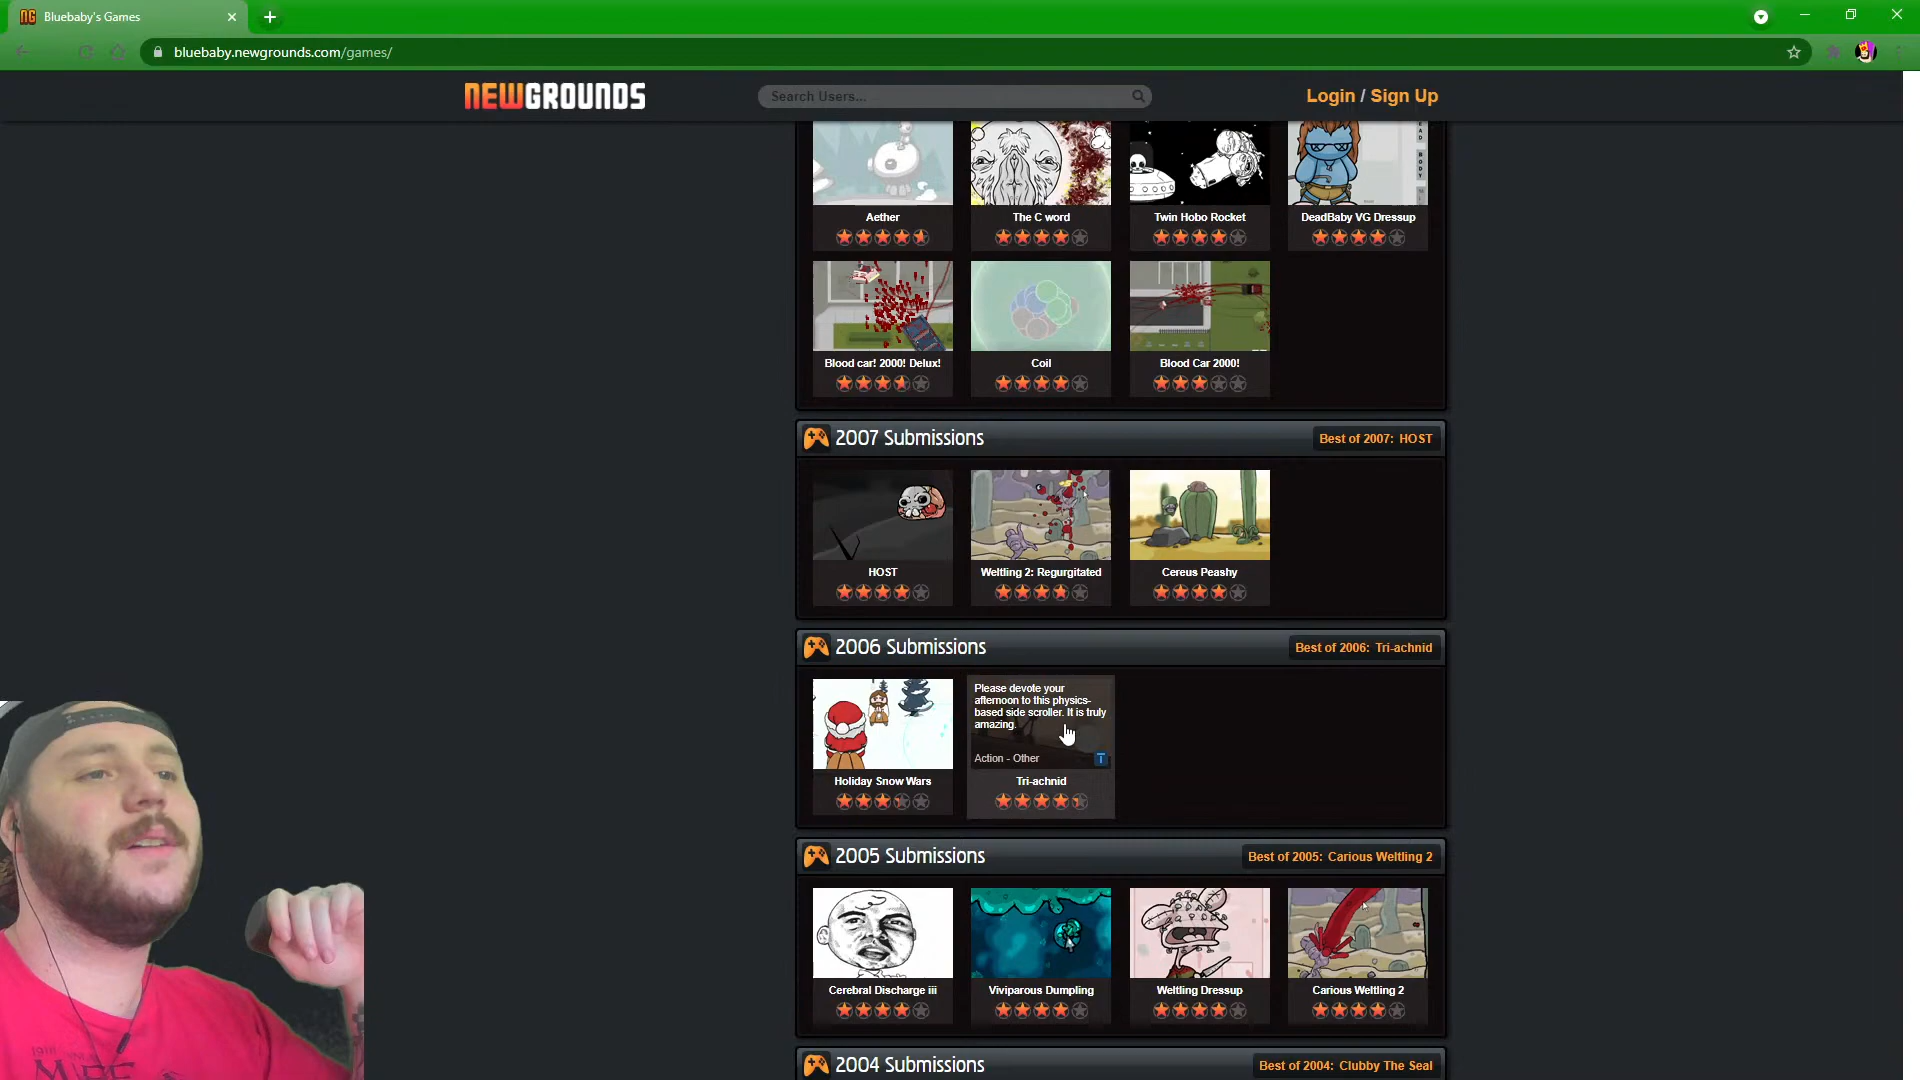 NG Bluebaby's Games
bluebaby.newgrounds.com/games/
NEWGROUNDS
Search Users...
Login / Sign Up
Aether
The C word
Twin Hobo Rocket
DeadBaby VG Dressup
BODY
Blood car! 2000! Delux!
Coil
Blood Car 2000!
2007 Submissions
Best of 2007: HOST
HOST
Weltling 2: Regurgitated
Cereus Peashy
2006 Submissions
Best of 2006: Tri-achnid
Please devote your
afternoon to this physics-
based side scroller. It is truly
amazing.
Action - Other
T
Holiday Snow Wars
Tri-achnid
2005 Submissions
Best of 2005: Carious Weltling 2
Cerebral Discharge iii
Viviparous Dumpling
Weltling Dressup
Carious Weltling 2
2004 Submissions
Best of 2004: Clubby The Seal